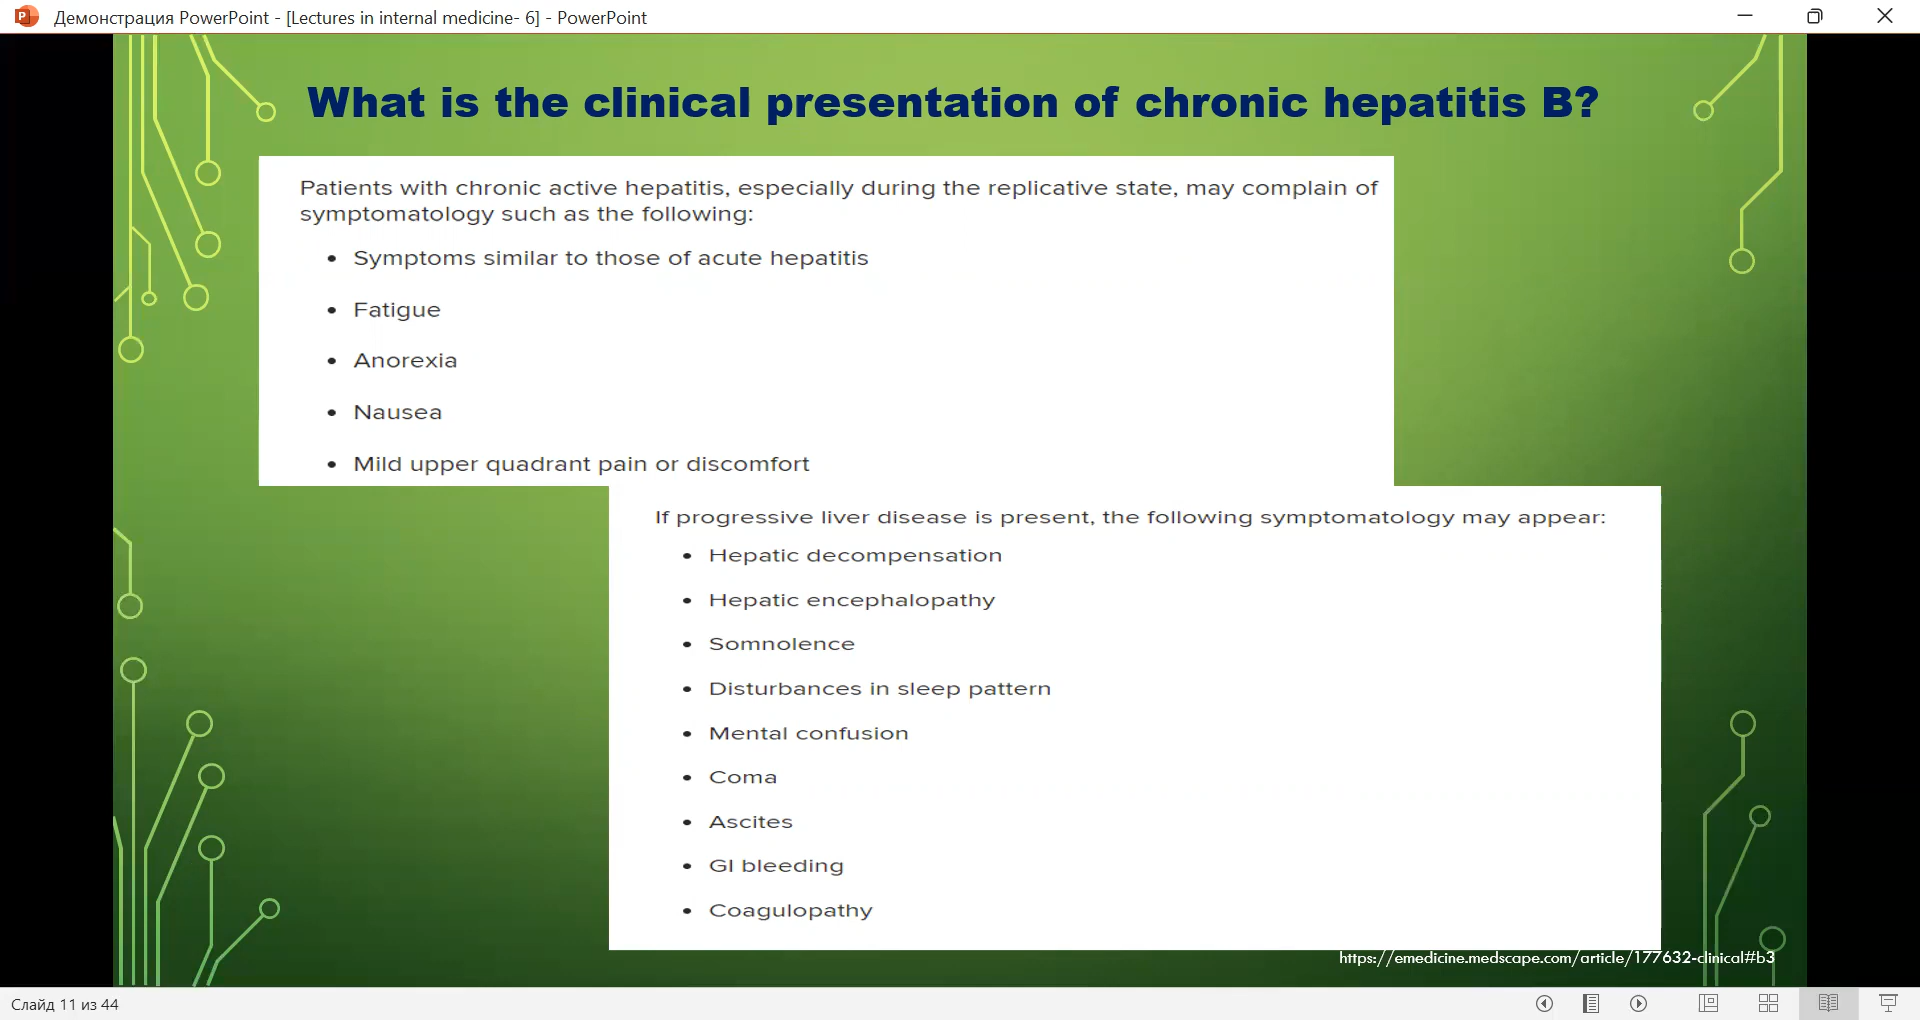 Демонстрация PowerPoint - [Lectures in internal medicine- 6] - PowerPoint
What is the clinical presentation of chronic hepatitis B?
Patients with chronic active hepatitis, especially during the replicative state, may complain of
symptomatology such as the following:
• Symptoms similar to those of acute hepatitis
• Fatigue
• Anorexia
• Nausea
• Mild upper quadrant pain or discomfort
If progressive liver disease is present, the following symptomatology may appear:
• Hepatic decompensation
• Hepatic encephalopathy
• Somnolence
• Disturbances in sleep pattern
• Mental confusion
• Coma
• Ascites
• GI bleeding
• Coagulopathy
https://emedicine.medscape.com/article/177632-clinical#b3
Слайд 11 из 44